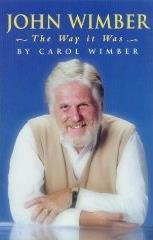 JOHN WIMBER
~ The Way it Was ~
BY CAROL WIMBER